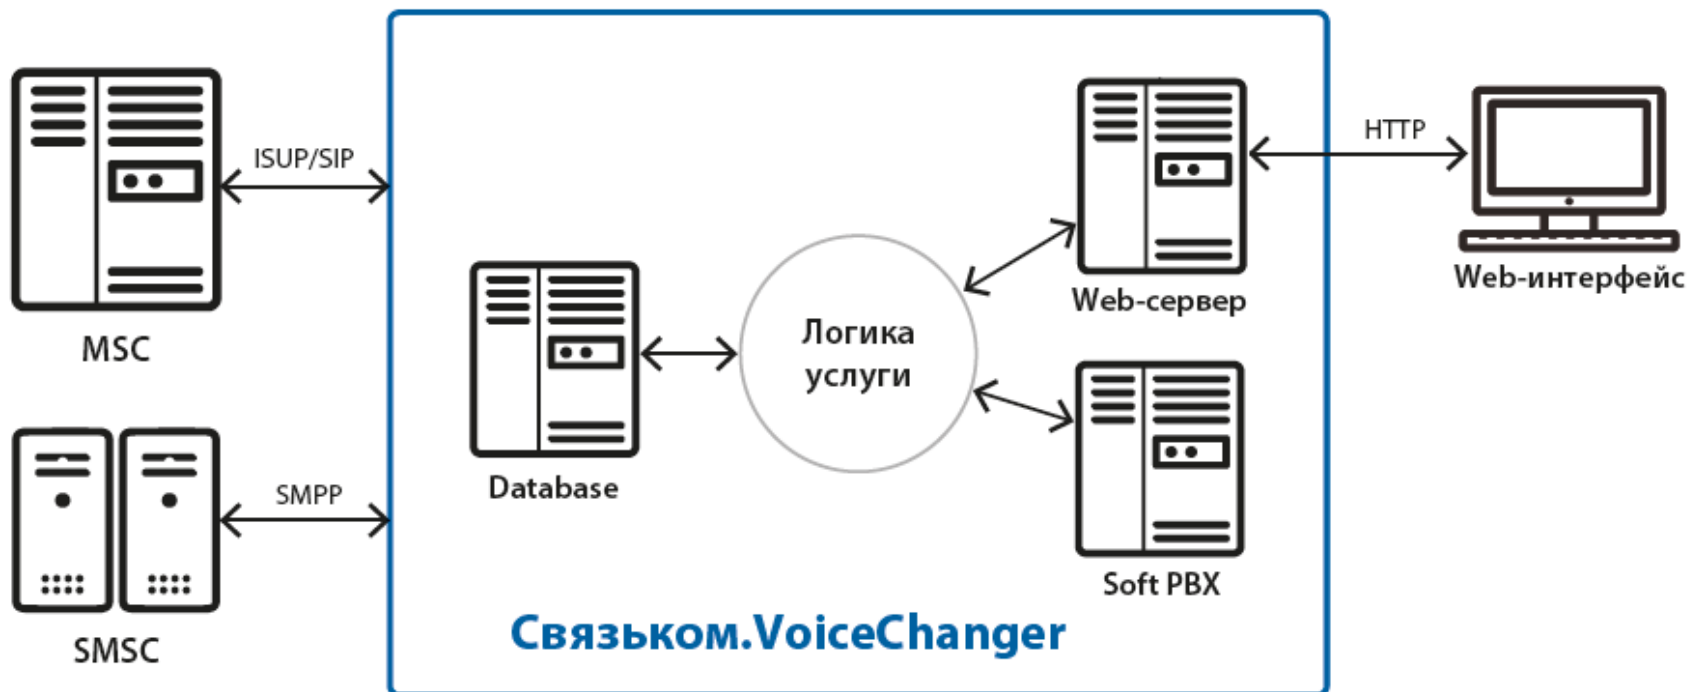 MSC
ISUP/SIP
SMSC
SMPP
Database
Логика
услуги
Web-сервер
Soft PBX
HTTP
Web-интерфейс
Связьком.VoiceChanger